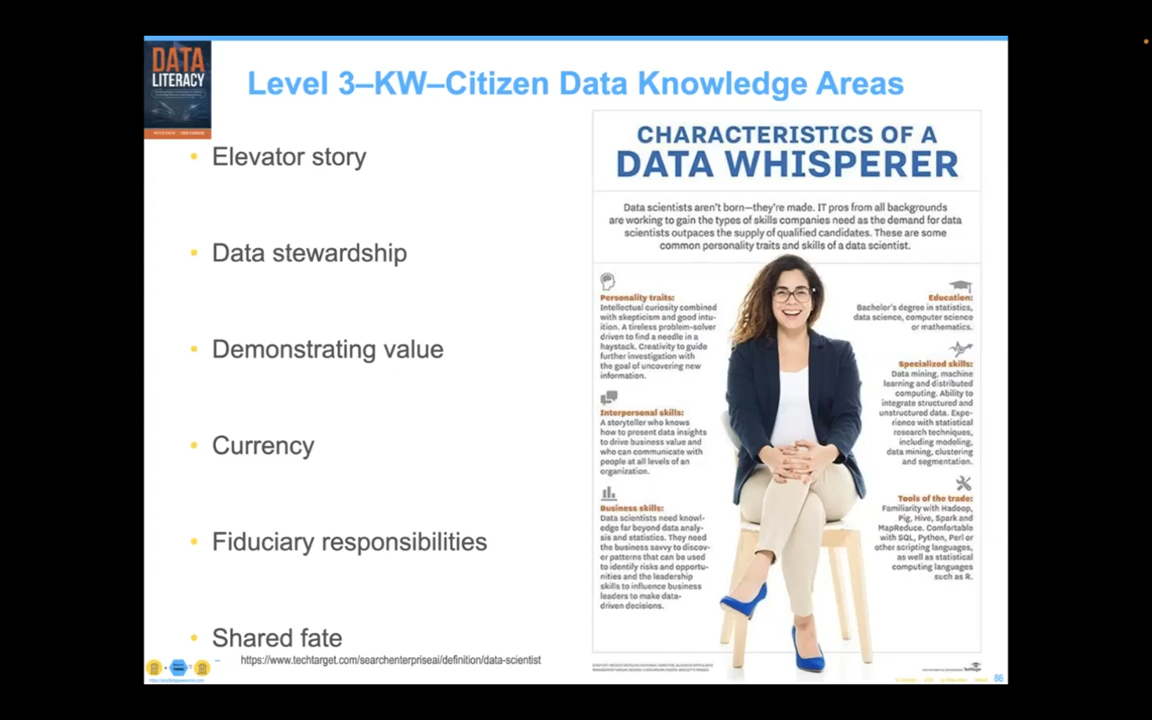 DATA
LITERACY
Level 3–KW–Citizen Data Knowledge Areas
• Elevator story
• Data stewardship
• Demonstrating value
• Currency
• Fiduciary responsibilities
• Shared fate
https://www.techtarget.com/searchenterpriseai/definition/data-scientist
CHARACTERISTICS OF A
DATA WHISPERER
Data scientists aren't born—they're made. IT pros from all backgrounds
are working to gain the types of skills companies need as the demand for data
scientists outpaces the supply of qualified candidates. These are some
common personality traits and skills of a data scientist.
Personality traits:
Intellectual curiosity combined
with skepticism and good intu-
ition. A tireless problem-solver
driven to find a needle in a
haystack. Creativity to guide
further investigation with
the goal of uncovering new
information.
Interpersonal skills:
A storyteller who knows
how to present data insights
to drive business value and
who can communicate with
people at all levels of an
organization.
Business skills:
Data scientists need knowl-
edge far beyond data analy-
sis and statistics. They need
the business savvy to discov-
er patterns that can be used
to identify risks and opportu-
nities and the leadership
skills to influence business
leaders to make data-
driven decisions.
Education:
Bachelor's degree in statistics,
data science, computer science
or mathematics.
Specialized skills:
Data mining, machine
learning and distributed
computing. Ability to
integrate structured and
unstructured data. Expe-
rience with statistical
research techniques,
including modeling,
data mining, clustering
and segmentation.
Tools of the trade:
Familiarity with Hadoop,
Pig, Hive, Spark and
MapReduce. Comfortable
with SQL, Python, Perl or
other scripting languages,
as well as statistical
computing languages
such as R.
TechTarget
86